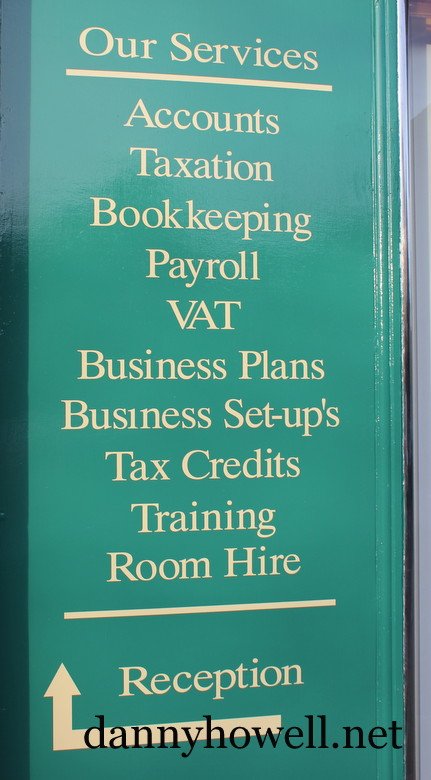 Our Services
Accounts
Taxation
Bookkeeping
Payroll
VAT
Business Plans
Business Set-up's
Tax Credits
Training
Room Hire
Reception
dannyhowell.net